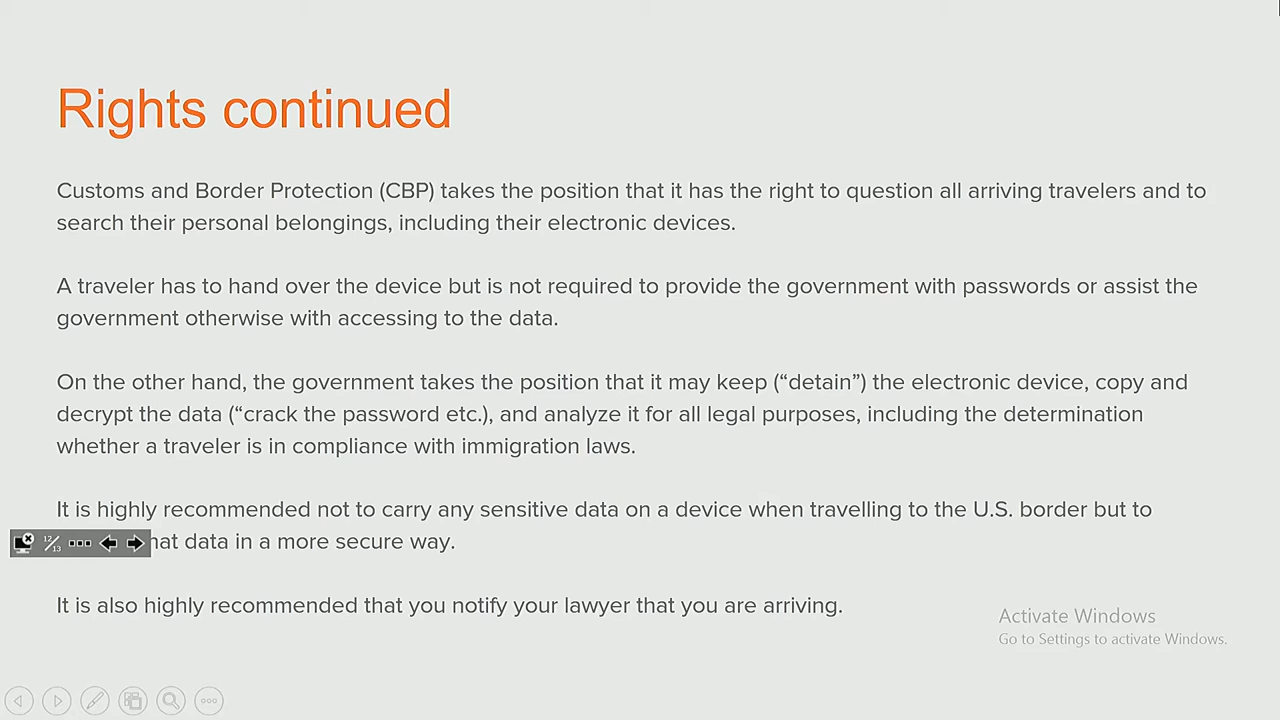 Rights continued
Customs and Border Protection (CBP) takes the position that it has the right to question all arriving travelers and to
search their personal belongings, including their electronic devices.
A traveler has to hand over the device but is not required to provide the government with passwords or assist the
government otherwise with accessing to the data.
On the other hand, the government takes the position that it may keep (“detain”) the electronic device, copy and
decrypt the data (“crack the password etc.), and analyze it for all legal purposes, including the determination
whether a traveler is in compliance with immigration laws.
It is highly recommended not to carry any sensitive data on a device when travelling to the U.S. border but to
12/13
data in a more secure way.
It is also highly recommended that you notify your lawyer that you are arriving.
Activate Windows
Go to Settings to activate Windows.